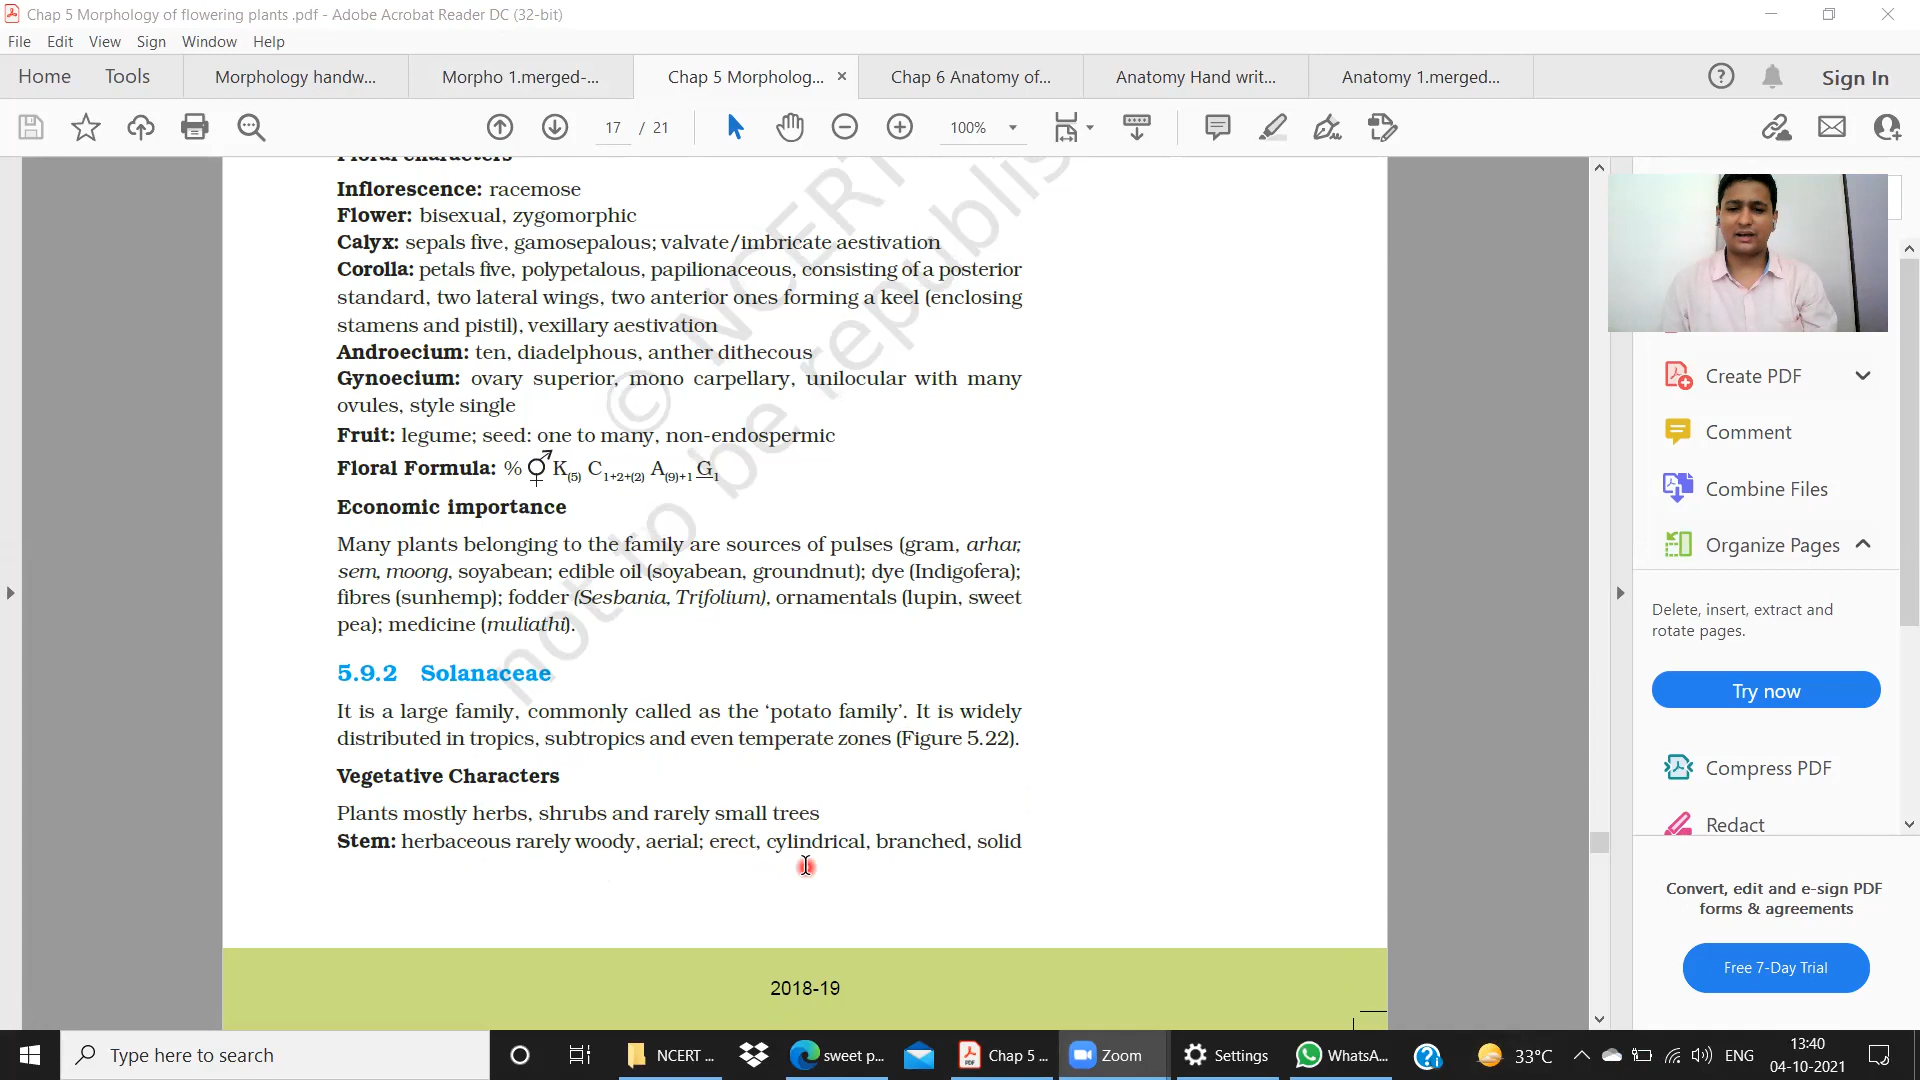 Chap 5 Morphology of flowering plants .pdf - Adobe Acrobat Reader DC (32-bit)
File Edit View Sign Window Help
Home Tools Morphology handw... Morpho 1.merged-... Chap 5 Morpholog... × Chap 6 Anatomy of... Anatomy Hand writ... Anatomy 1.merged... Sign In
17 / 21 100%
Floral characters
Inflorescence: racemose
Flower: bisexual, zygomorphic
Calyx: sepals five, gamosepalous; valvate/imbricate aestivation
Corolla: petals five, polypetalous, papilionaceous, consisting of a posterior
standard, two lateral wings, two anterior ones forming a keel (enclosing
stamens and pistil), vexillary aestivation
Androecium: ten, diadelphous, anther dithecous
Gynoecium: ovary superior, mono carpellary, unilocular with many
ovules, style single
Fruit: legume; seed: one to many, non-endospermic
Floral Formula: % ⚥ K(5) C1+2+(2) A(9)+1 G1
Economic importance
Many plants belonging to the family are sources of pulses (gram, arhar,
sem, moong, soyabean; edible oil (soyabean, groundnut); dye (Indigofera);
fibres (sunhemp); fodder (Sesbania, Trifolium), ornamentals (lupin, sweet
pea); medicine (muliathi).
5.9.2 Solanaceae
It is a large family, commonly called as the ‘potato family’. It is widely
distributed in tropics, subtropics and even temperate zones (Figure 5.22).
Vegetative Characters
Plants mostly herbs, shrubs and rarely small trees
Stem: herbaceous rarely woody, aerial; erect, cylindrical, branched, solid
2018-19
© NCERT
not to be republis
Create PDF
Comment
Combine Files
Organize Pages
Delete, insert, extract and
rotate pages.
Try now
Compress PDF
Redact
Convert, edit and e-sign PDF
forms & agreements
Free 7-Day Trial
Type here to search NCERT ... sweet p... Chap 5 ... Zoom Settings WhatsA... 33°C ENG
13:40
04-10-2021